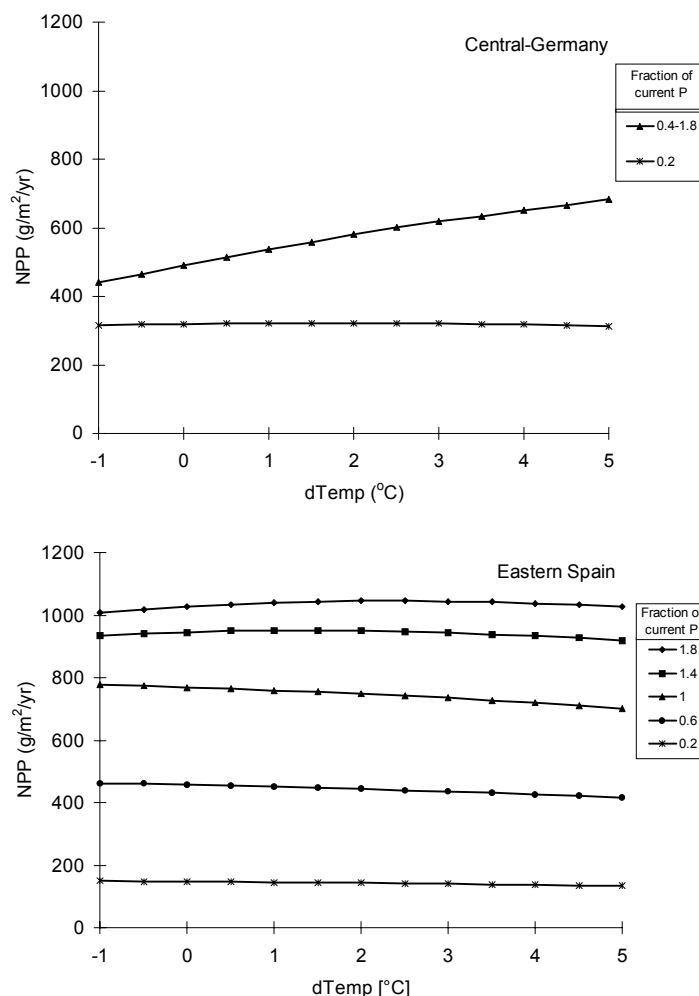 Central-Germany
1200
1000
800
600
400
200
0
NPP (g/m²/yr)
-1 0 1 2 3 4 5
dTemp (°C)
Fraction of
current P
0.4-1.8
0.2
Eastern Spain
1200
1000
800
600
400
200
0
NPP (g/m²/yr)
-1 0 1 2 3 4 5
dTemp [°C]
Fraction o
current P
1.8
1.4
1
0.6
0.2